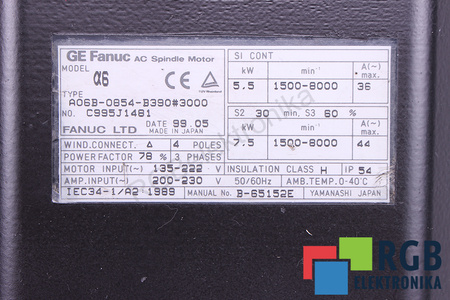 GE Fanuc AC Spindle Motor
MODEL α6
TYPE A06B-0854-B390#3000
NO. C995J1481
DATE 99.05
FANUC LTD MADE IN JAPAN
WIND.CONNECT. Δ 4 POLES
POWER FACTOR 78 % 3 PHASES
MOTOR INPUT(~) 135-222 V
AMP.INPUT(~) 200-230 V 50/60Hz
IEC34-1/A2:1989
S1 CONT
kW min⁻¹ A(~) max
5,5 1500-8000 36
S2 30 min, S3 60 %
kW min⁻¹ A(~) max
7,5 1500-8000 44
INSULATION CLASS H IP 54
AMB.TEMP.0-40℃
MANUAL NO. B-65152E YAMANASHI JAPAN
RGB
ELEKTRONIKA